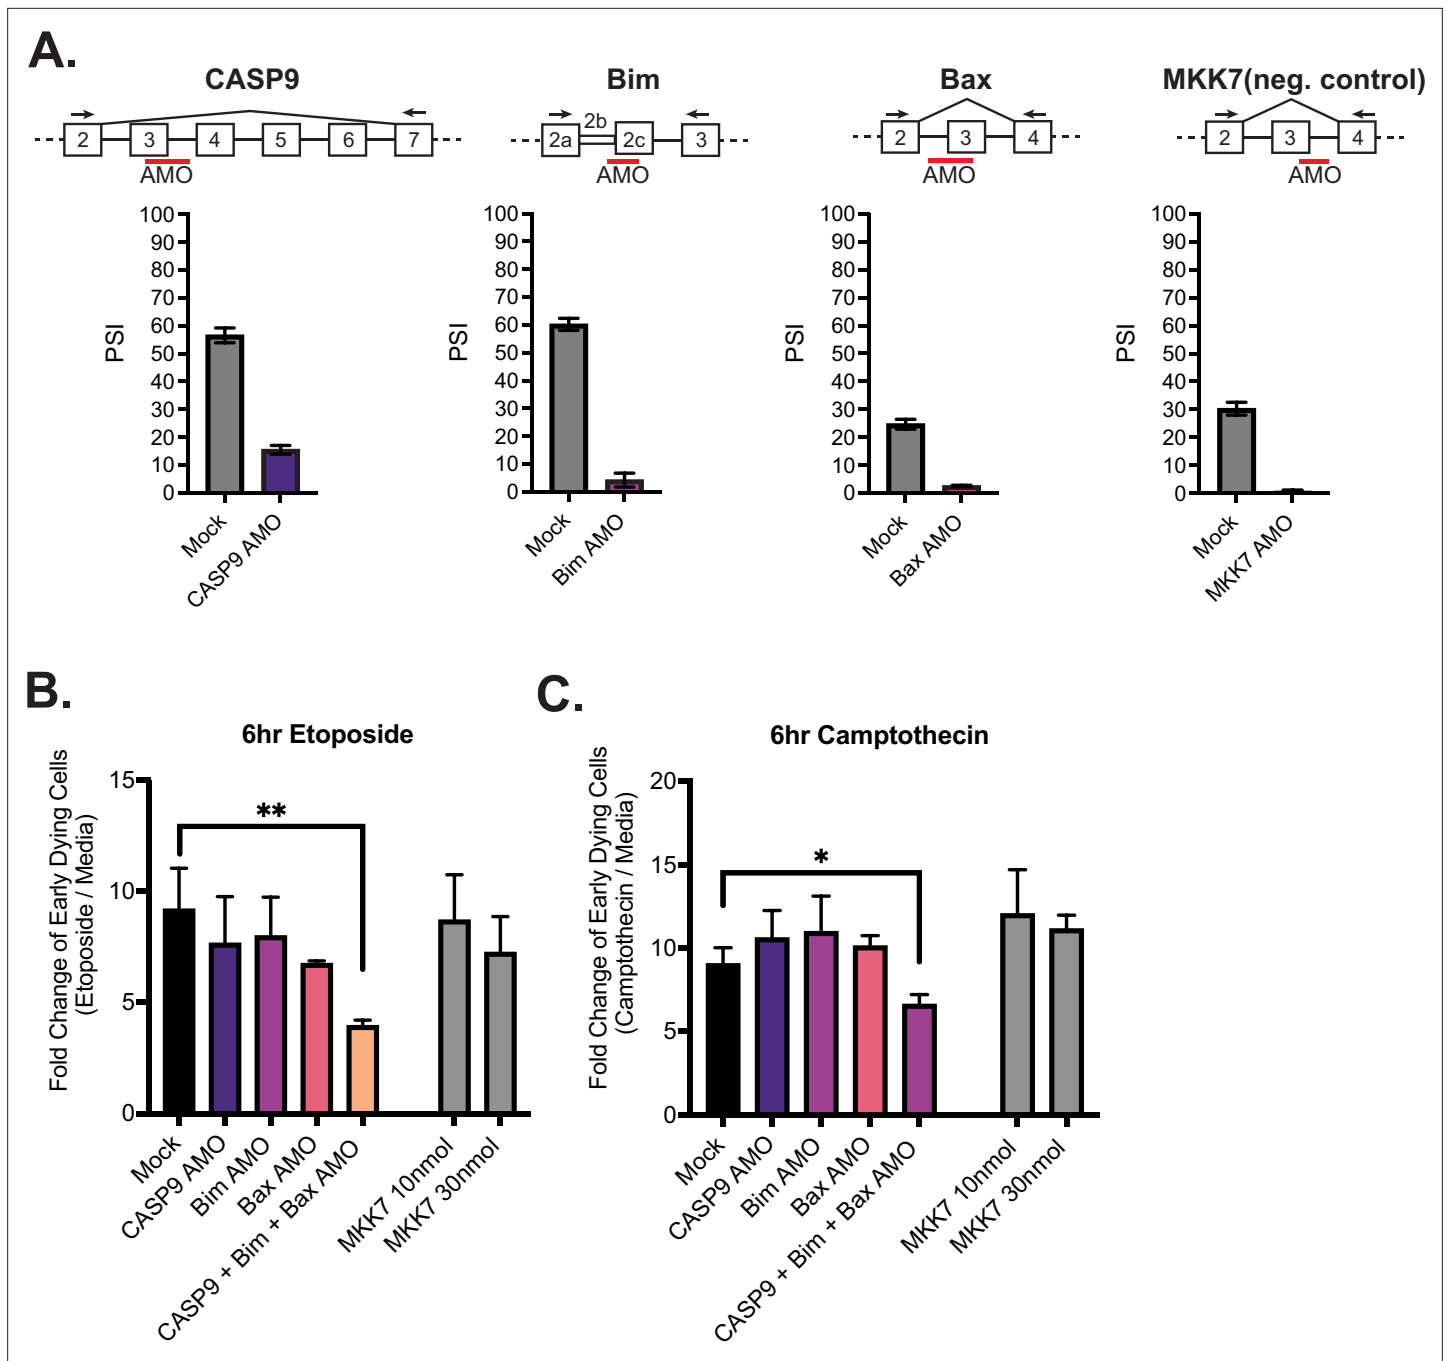 A.
CASP9
2 3 4 5 6 7
AMO
Bim
2a 2b 2c 3
AMO
Bax
2 3 4
AMO
MKK7(neg. control)
2 3 4
AMO
PSI
100
90
80
70
60
50
40
30
20
10
0
Mock
CASP9 AMO
PSI
100
90
80
70
60
50
40
30
20
10
0
Mock
Bim AMO
PSI
100
90
80
70
60
50
40
30
20
10
0
Mock
Bax AMO
PSI
100
90
80
70
60
50
40
30
20
10
0
Mock
MKK7 AMO
B.
6hr Etoposide
Fold Change of Early Dying Cells
(Etoposide / Media)
15
10
5
0
**
Mock
CASP9 AMO
Bim AMO
Bax AMO
CASP9 + Bim + Bax AMO
MKK7 10nmol
MKK7 30nmol
C.
6hr Camptothecin
Fold Change of Early Dying Cells
(Camptothecin / Media)
20
15
10
5
0
*
Mock
CASP9 AMO
Bim AMO
Bax AMO
CASP9 + Bim + Bax AMO
MKK7 10nmol
MKK7 30nmol